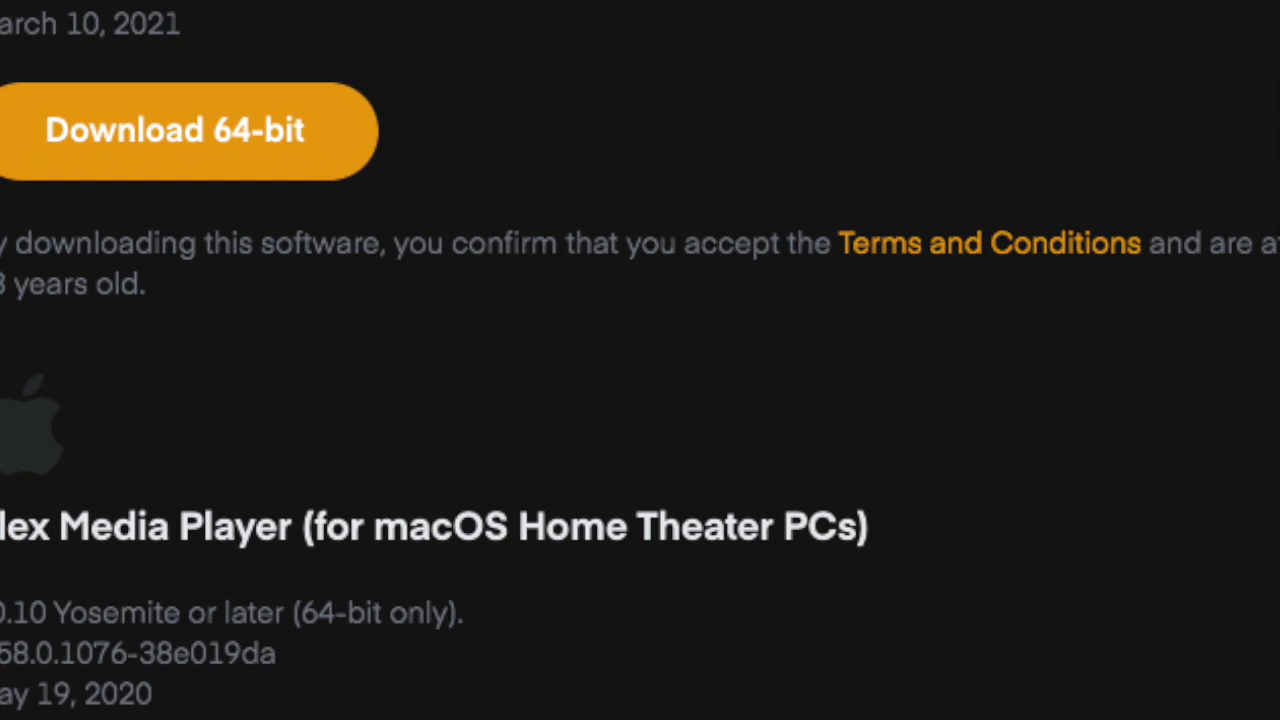 arch 10, 2021
Download 64-bit
y downloading this software, you confirm that you accept the Terms and Conditions and are at
8 years old.
lex Media Player (for macOS Home Theater PCs)
0.10 Yosemite or later (64-bit only).
58.0.1076-38e019da
ay 19, 2020